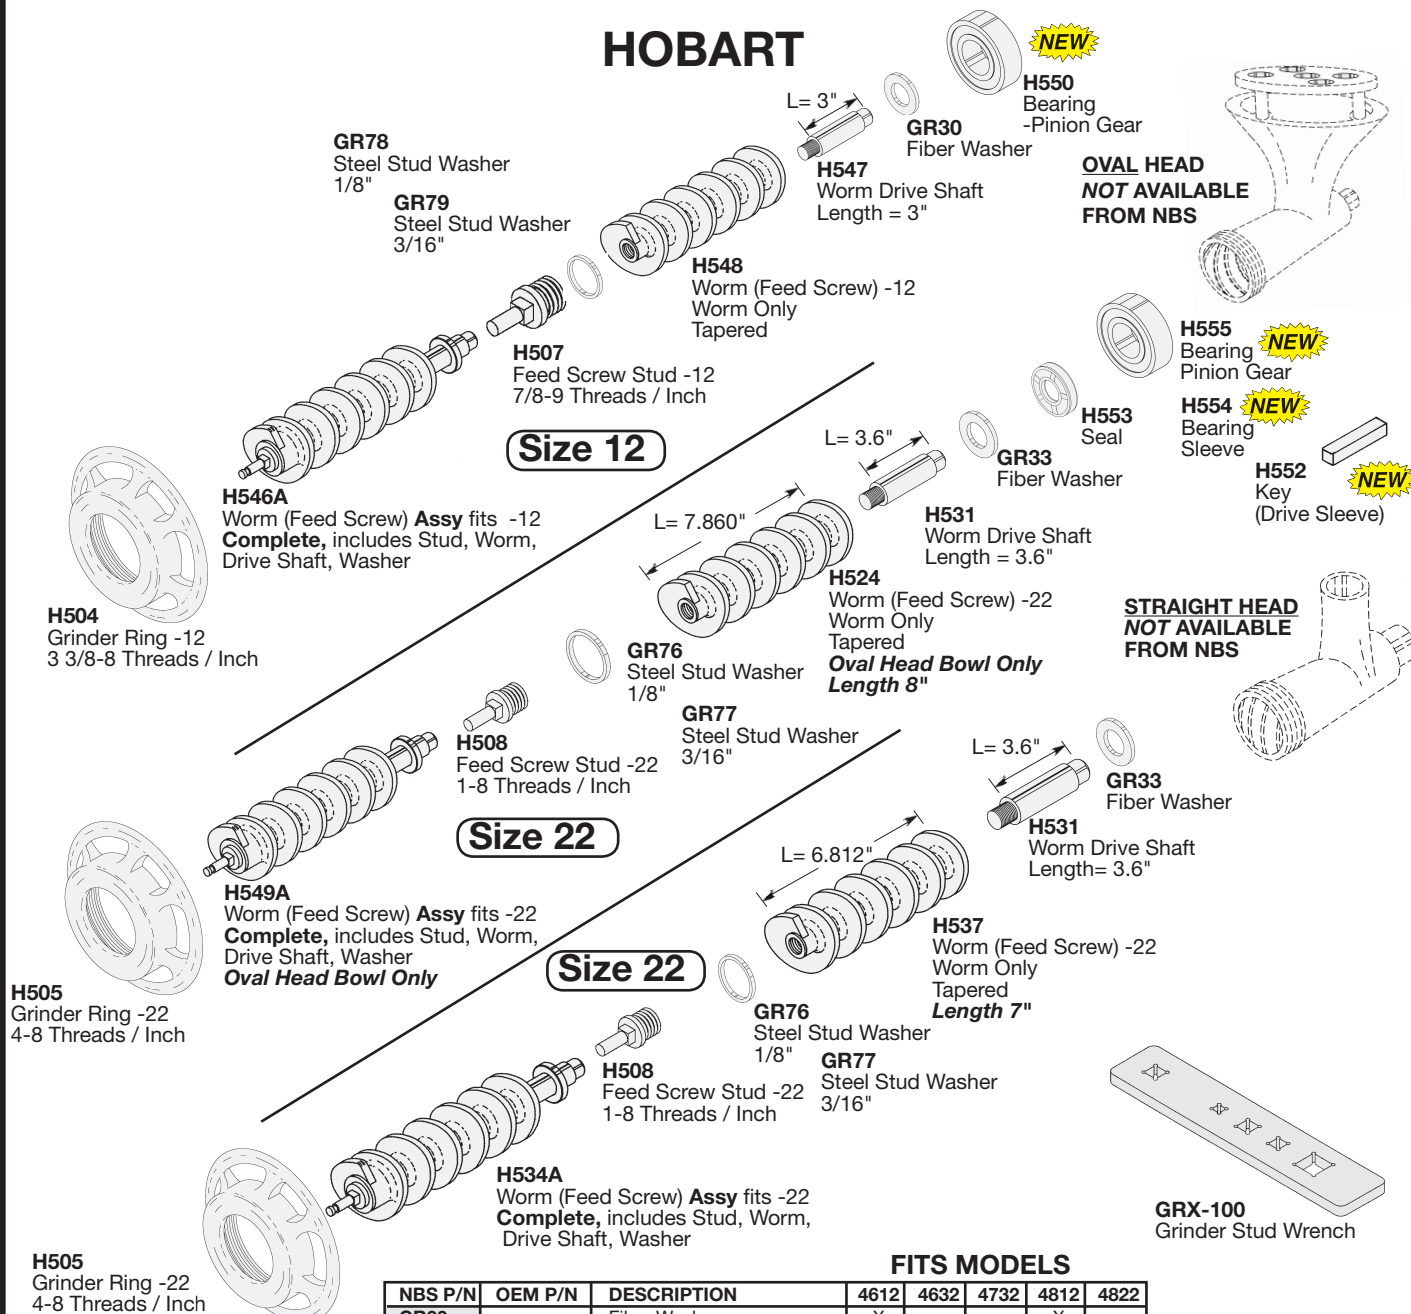 HOBART
NEW
H550
Bearing
-Pinion Gear
L= 3"
GR30
Fiber Washer
H547
Worm Drive Shaft
Length = 3"
OVAL HEAD
NOT AVAILABLE
FROM NBS
GR78
Steel Stud Washer
1/8"
GR79
Steel Stud Washer
3/16"
H548
Worm (Feed Screw) -12
Worm Only
Tapered
H507
Feed Screw Stud -12
7/8-9 Threads / Inch
Size 12
H546A
Worm (Feed Screw) Assy fits -12
Complete, includes Stud, Worm,
Drive Shaft, Washer
H504
Grinder Ring -12
3 3/8-8 Threads / Inch
H555
Bearing
Pinion Gear
NEW
H554
Bearing
Sleeve
NEW
H552
Key
(Drive Sleeve)
NEW
H553
Seal
GR33
Fiber Washer
L= 3.6"
H531
Worm Drive Shaft
Length = 3.6"
L= 7.860"
H524
Worm (Feed Screw) -22
Worm Only
Tapered
Oval Head Bowl Only
Length 8"
STRAIGHT HEAD
NOT AVAILABLE
FROM NBS
GR76
Steel Stud Washer
1/8"
GR77
Steel Stud Washer
3/16"
H508
Feed Screw Stud -22
1-8 Threads / Inch
Size 22
H549A
Worm (Feed Screw) Assy fits -22
Complete, includes Stud, Worm,
Drive Shaft, Washer
Oval Head Bowl Only
H505
Grinder Ring -22
4-8 Threads / Inch
L= 3.6"
GR33
Fiber Washer
H531
Worm Drive Shaft
Length= 3.6"
L= 6.812"
H537
Worm (Feed Screw) -22
Worm Only
Tapered
Length 7"
Size 22
GR76
Steel Stud Washer
1/8"
GR77
Steel Stud Washer
3/16"
H508
Feed Screw Stud -22
1-8 Threads / Inch
H534A
Worm (Feed Screw) Assy fits -22
Complete, includes Stud, Worm,
Drive Shaft, Washer
H505
Grinder Ring -22
4-8 Threads / Inch
GRX-100
Grinder Stud Wrench
FITS MODELS
NBS P/N OEM P/N DESCRIPTION 4612 4632 4732 4812 4822